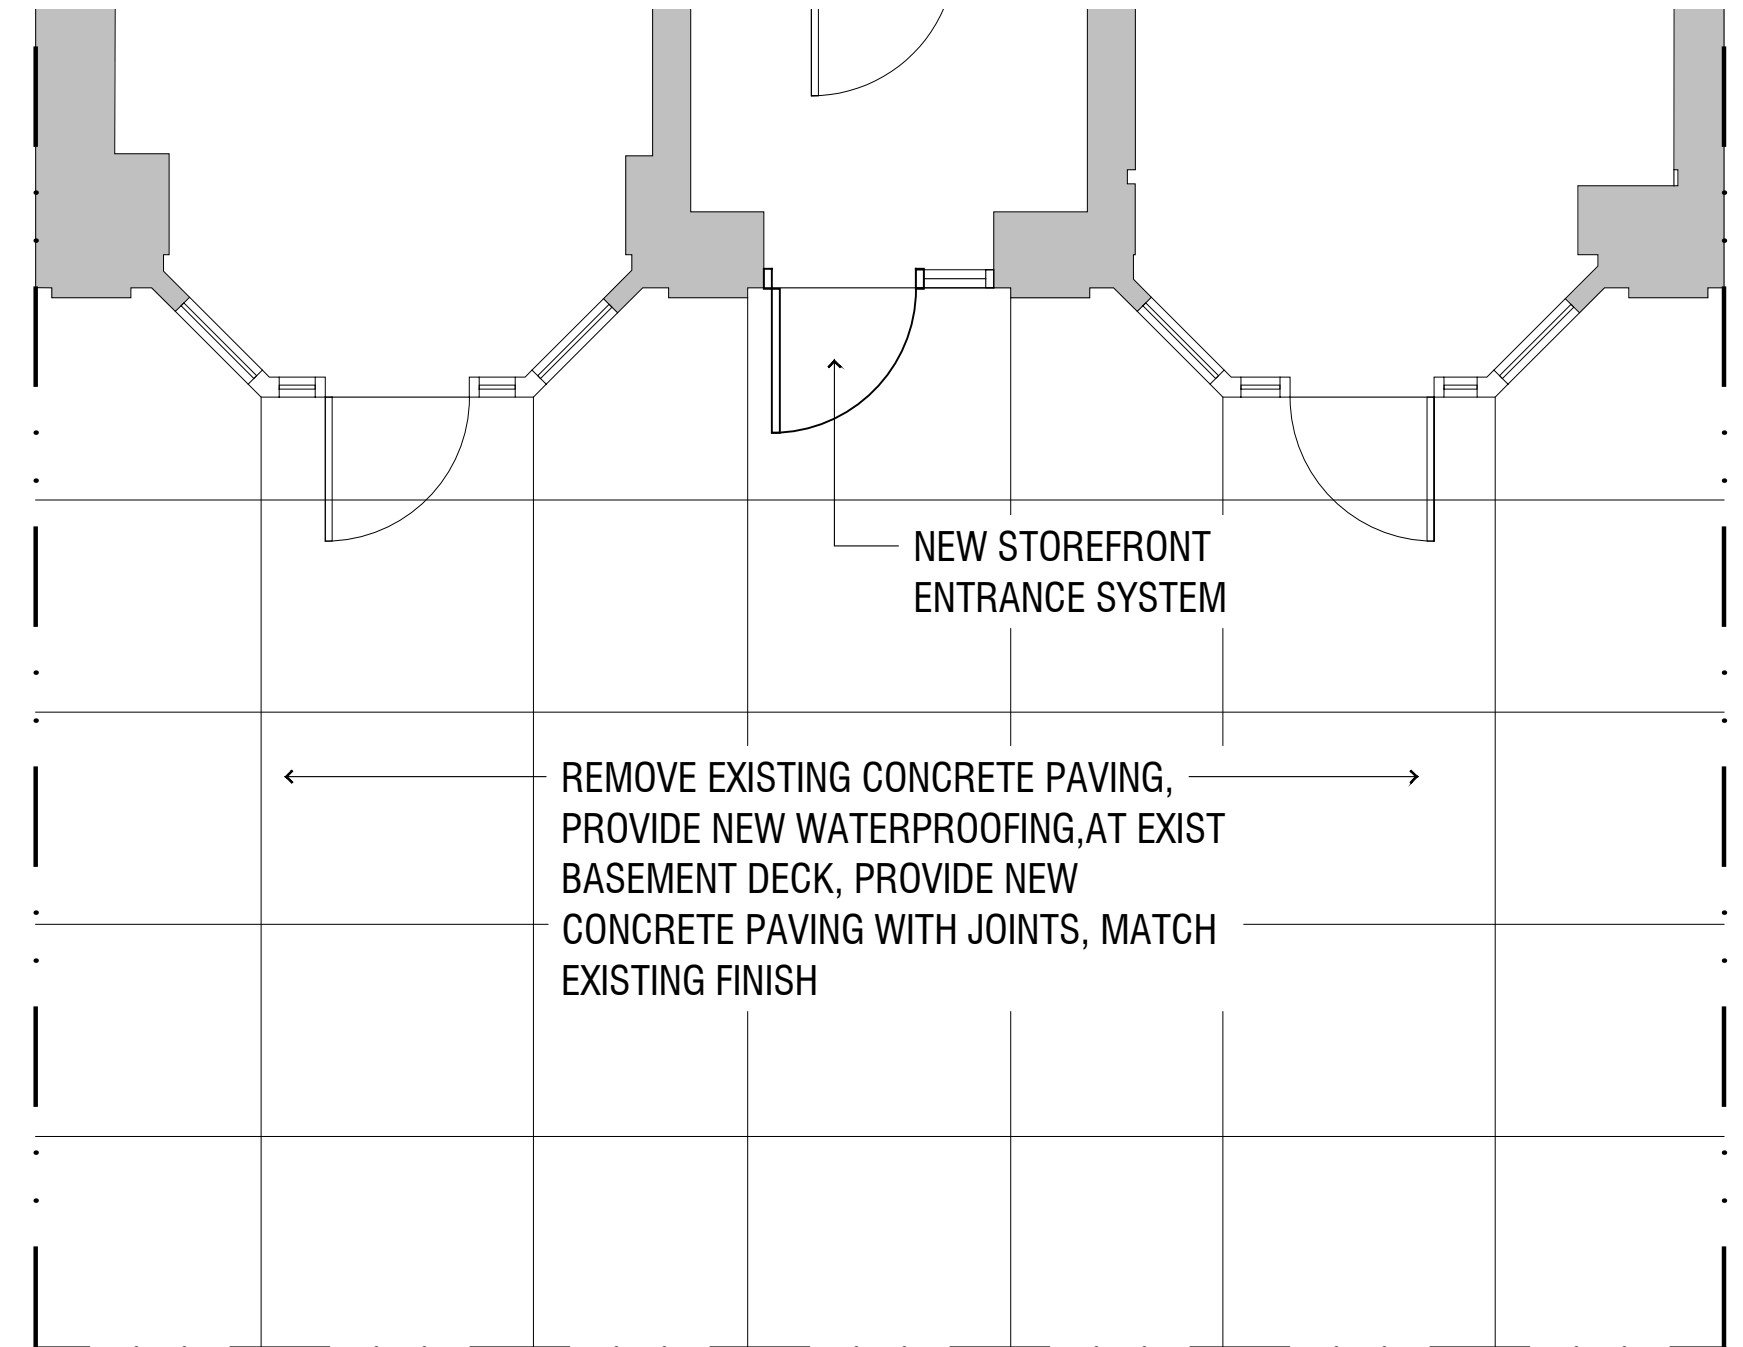 NEW STOREFRONT
ENTRANCE SYSTEM
REMOVE EXISTING CONCRETE PAVING,
PROVIDE NEW WATERPROOFING,AT EXIST
BASEMENT DECK, PROVIDE NEW
CONCRETE PAVING WITH JOINTS, MATCH
EXISTING FINISH